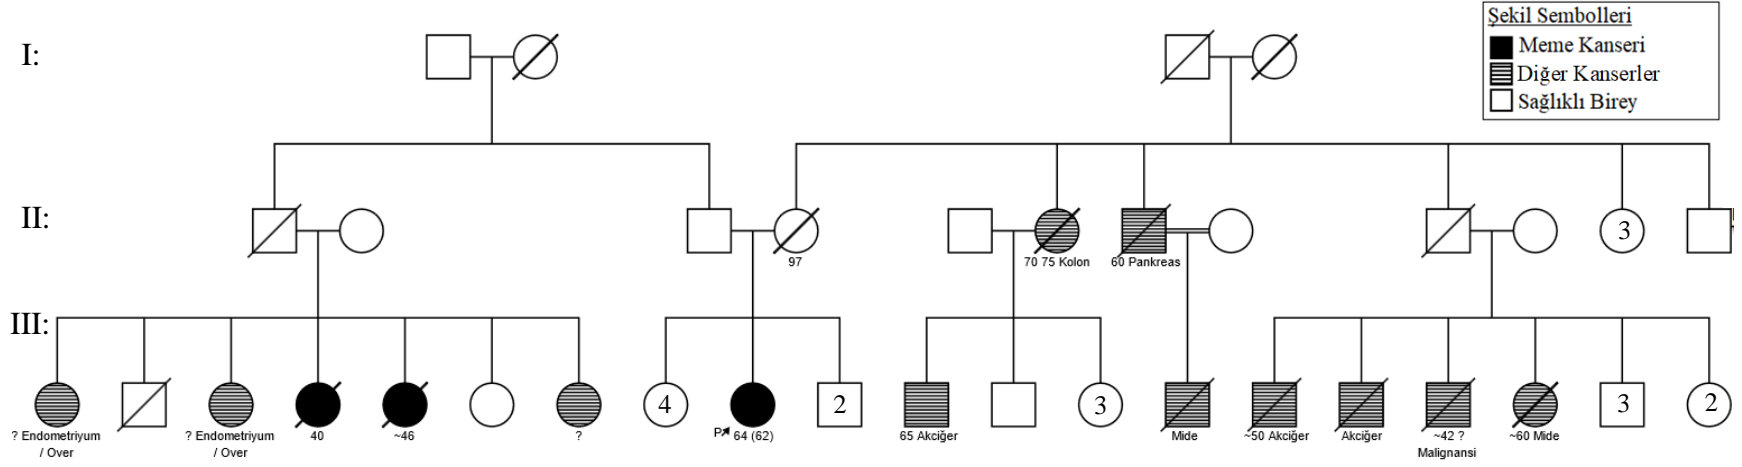 Şekil Sembolleri
Meme Kanseri
Diğer Kanserler
Sağlıklı Birey
I:
II:
3
97
70 75 Kolon
60 Pankreas
III:
4
2
3
3
2
? Endometriyum
/ Over
? Endometriyum
/ Over
40
~46
?
P
64 (62)
65 Akciğer
Mide
~50 Akciğer
Akciğer
~42 ?
Malignansi
~60 Mide